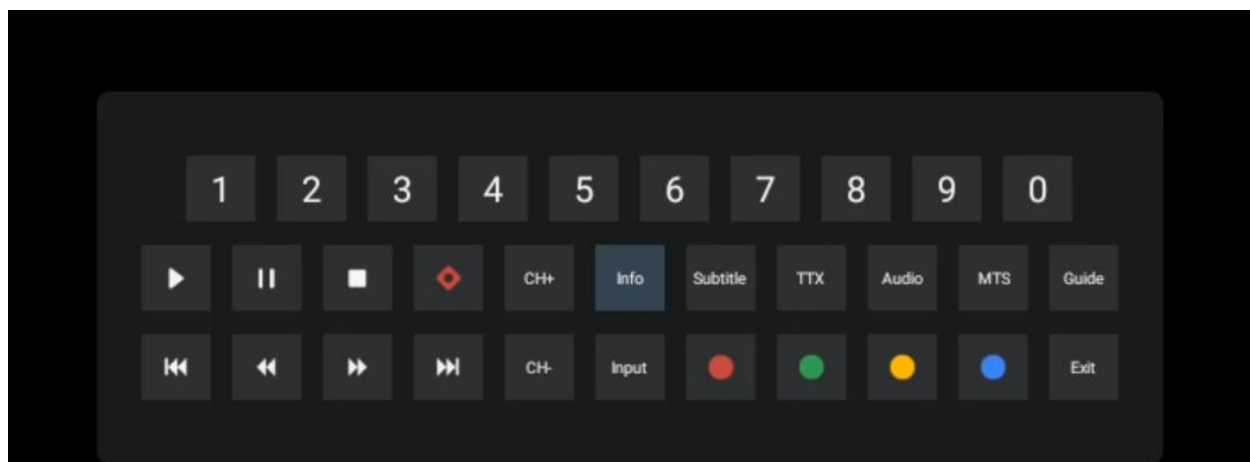 1 2 3 4 5 6 7 8 9 0
CH+ Info Subtitle TTX Audio MTS Guide
CH- Input Exit